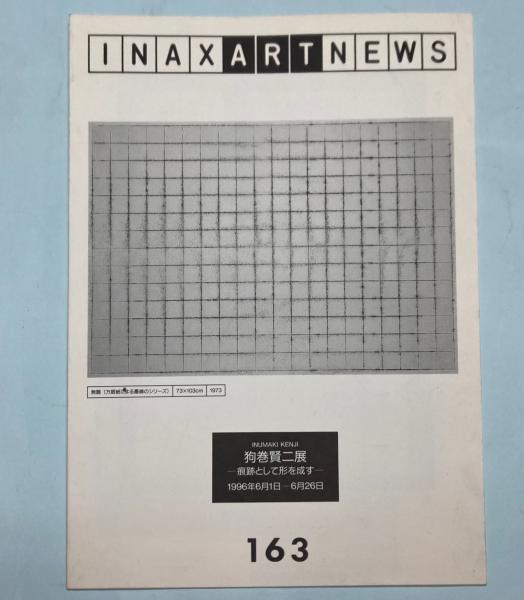 INAXARTNEWS
無題（方眼紙による墨線のシリーズ） 73×103cm 1973
INUMAKI KENJI
狗巻賢二展
―痕跡として形を成す―
1996年6月1日―6月26日
163